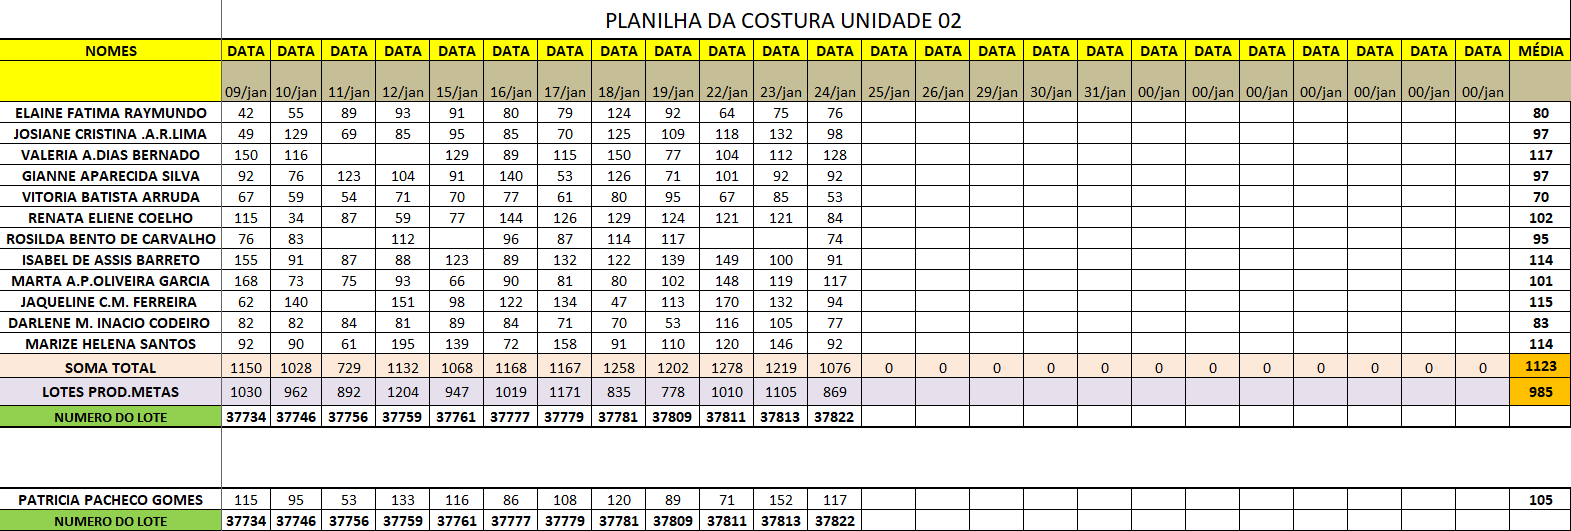 PLANILHA DA COSTURA UNIDADE 02
NOMES DATA DATA DATA DATA DATA DATA DATA DATA DATA DATA DATA DATA DATA DATA DATA DATA DATA DATA DATA DATA DATA DATA DATA DATA MÉDIA
09/jan 10/jan 11/jan 12/jan 15/jan 16/jan 17/jan 18/jan 19/jan 22/jan 23/jan 24/jan 25/jan 26/jan 29/jan 30/jan 31/jan 00/jan 00/jan 00/jan 00/jan 00/jan 00/jan 00/jan
ELAINE FATIMA RAYMUNDO 42 55 89 93 91 80 79 124 92 64 75 76 80
JOSIANE CRISTINA .A.R.LIMA 49 129 69 85 95 85 70 125 109 118 132 98 97
VALERIA A.DIAS BERNADO 150 116 129 89 115 150 77 104 112 128 117
GIANNE APARECIDA SILVA 92 76 123 104 91 140 53 126 71 101 92 92 97
VITORIA BATISTA ARRUDA 67 59 54 71 70 77 61 80 95 67 85 53 70
RENATA ELIENE COELHO 115 34 87 59 77 144 126 129 124 121 121 84 102
ROSILDA BENTO DE CARVALHO 76 83 112 96 87 114 117 74 95
ISABEL DE ASSIS BARRETO 155 91 87 88 123 89 132 122 139 149 100 91 114
MARTA A.P.OLIVEIRA GARCIA 168 73 75 93 66 90 81 80 102 148 119 117 101
JAQUELINE C.M. FERREIRA 62 140 151 98 122 134 47 113 170 132 94 115
DARLENE M. INACIO CODEIRO 82 82 84 81 89 84 71 70 53 116 105 77 83
MARIZE HELENA SANTOS 92 90 61 195 139 72 158 91 110 120 146 92 114
SOMA TOTAL 1150 1028 729 1132 1068 1168 1167 1258 1202 1278 1219 1076 0 0 0 0 0 0 0 0 0 0 0 0 1123
LOTES PROD.METAS 1030 962 892 1204 947 1019 1171 835 778 1010 1105 869 985
NUMERO DO LOTE 37734 37746 37756 37759 37761 37777 37779 37781 37809 37811 37813 37822
PATRICIA PACHECO GOMES 115 95 53 133 116 86 108 120 89 71 152 117 105
NUMERO DO LOTE 37734 37746 37756 37759 37761 37777 37779 37781 37809 37811 37813 37822